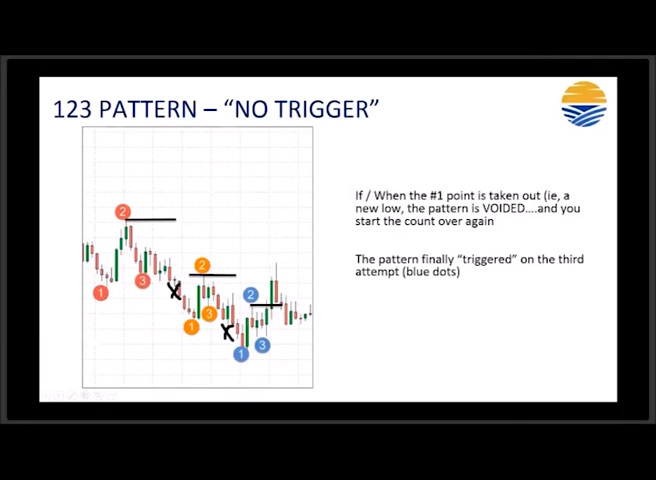 123 PATTERN – “NO TRIGGER”
If / When the #1 point is taken out (ie, a
new low, the pattern is VOIDED....and you
start the count over again
The pattern finally “triggered” on the third
attempt (blue dots)
2
1
3
X
2
1
3
X
2
1
3